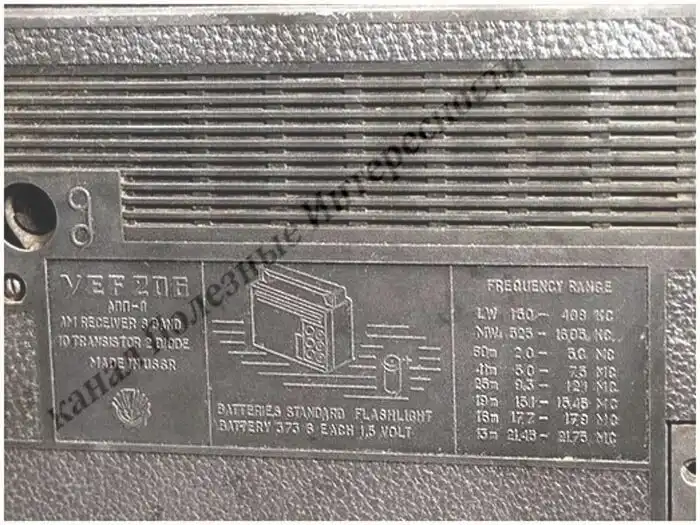 VEF 206
AM RECEIVER 8 BAND
10 TRANSISTOR 2 DIODE
MADE IN USSR
BATTERIES STANDARD FLASHLIGHT
BATTERY 373 6 EACH 1,5 VOLT
FREQUENCY RANGE
LW 150 – 408 KC
MW 525 – 1605 KC
60m 2.0 – 5.0 MC
41m 5.0 – 7.5 MC
25m 9.3 – 12.1 MC
19m 15.1 – 15.45 MC
16m 17.7 – 17.9 MC
13m 21.45 – 21.75 MC
канал Полезные Интересности